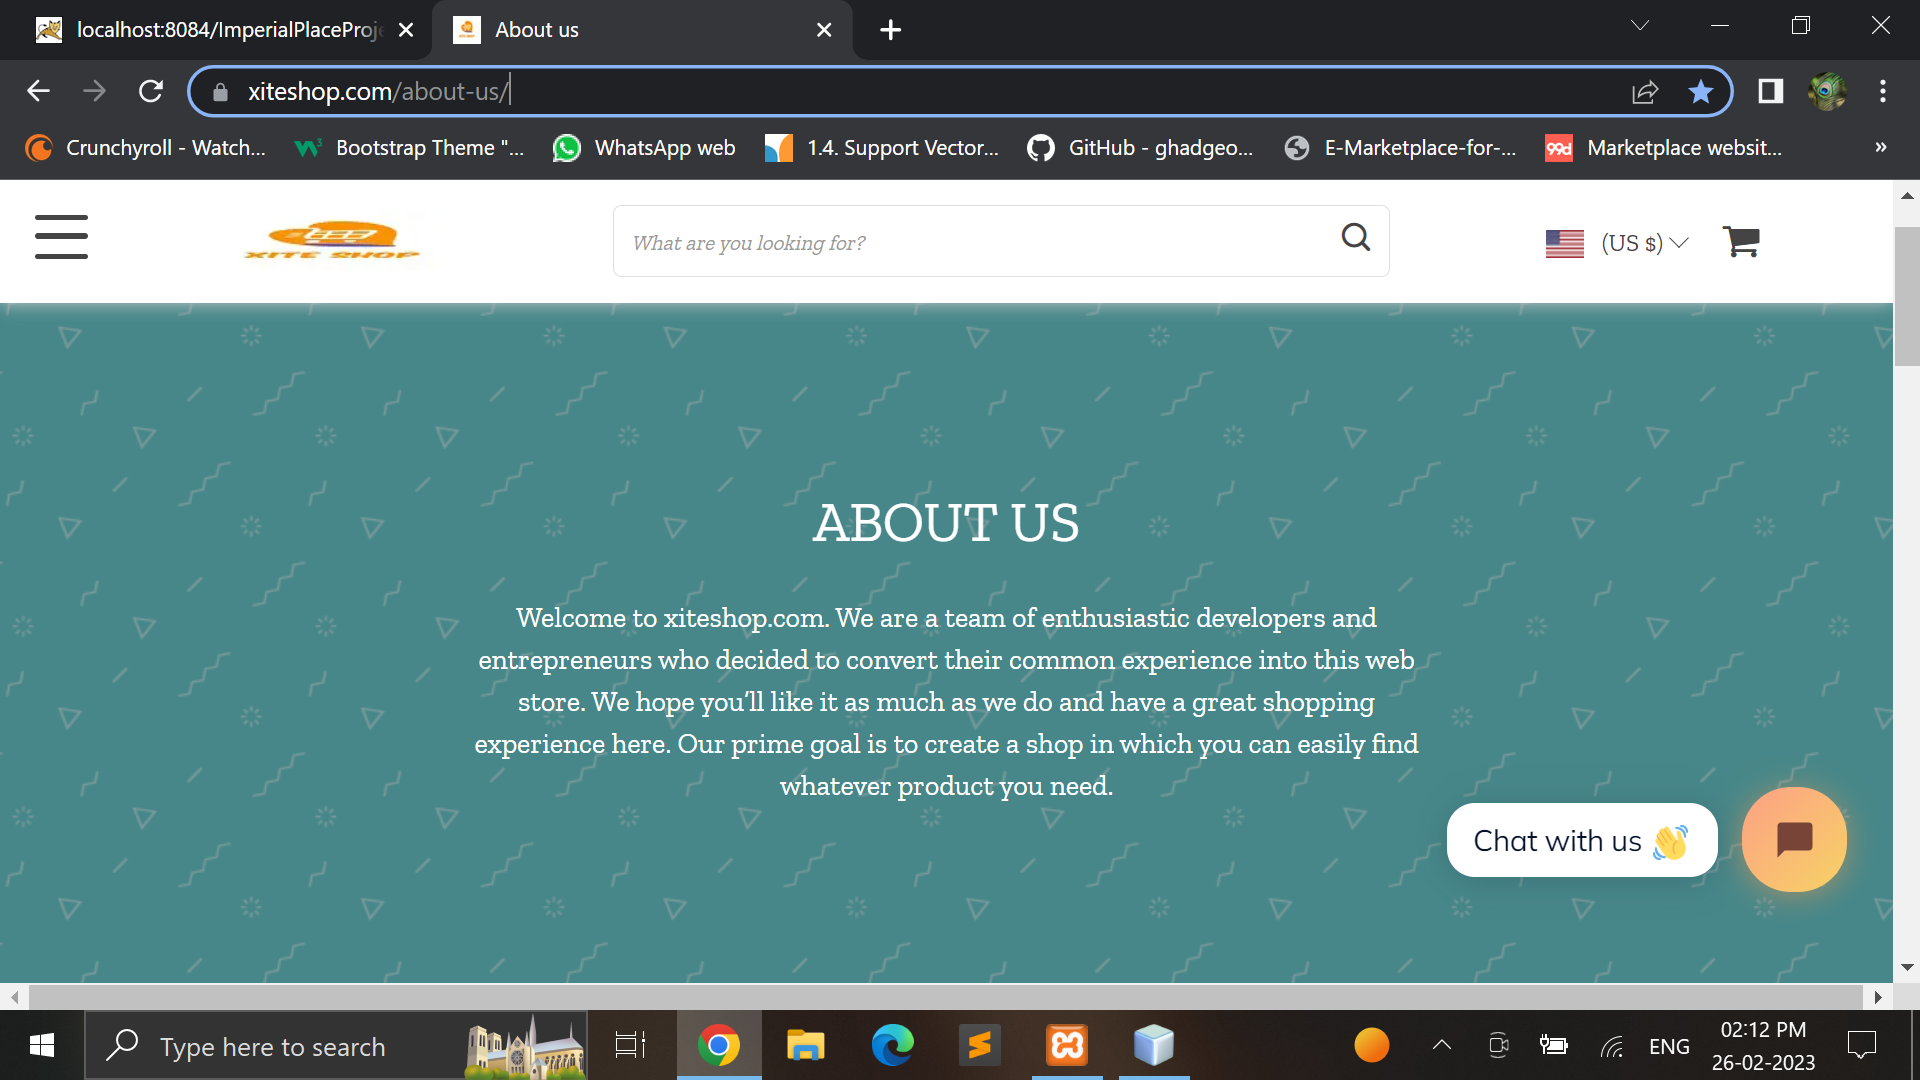 localhost:8084/ImperialPlaceProje
About us
xiteshop.com/about-us/
Crunchyroll - Watch...
Bootstrap Theme "...
WhatsApp web
1.4. Support Vector...
GitHub - ghadgeo...
E-Marketplace-for-...
99d
Marketplace websit...
»
XITE SHOP
What are you looking for?
(US $)
ABOUT US
Welcome to xiteshop.com. We are a team of enthusiastic developers and
entrepreneurs who decided to convert their common experience into this web
store. We hope you’ll like it as much as we do and have a great shopping
experience here. Our prime goal is to create a shop in which you can easily find
whatever product you need.
Chat with us 👋
Type here to search
ENG
02:12 PM
26-02-2023